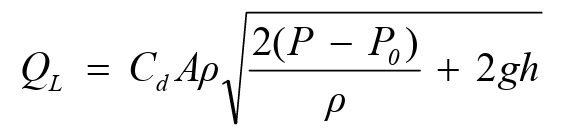 Q_L = C_d Aρ√(2(P − P_0)/ρ + 2gh)